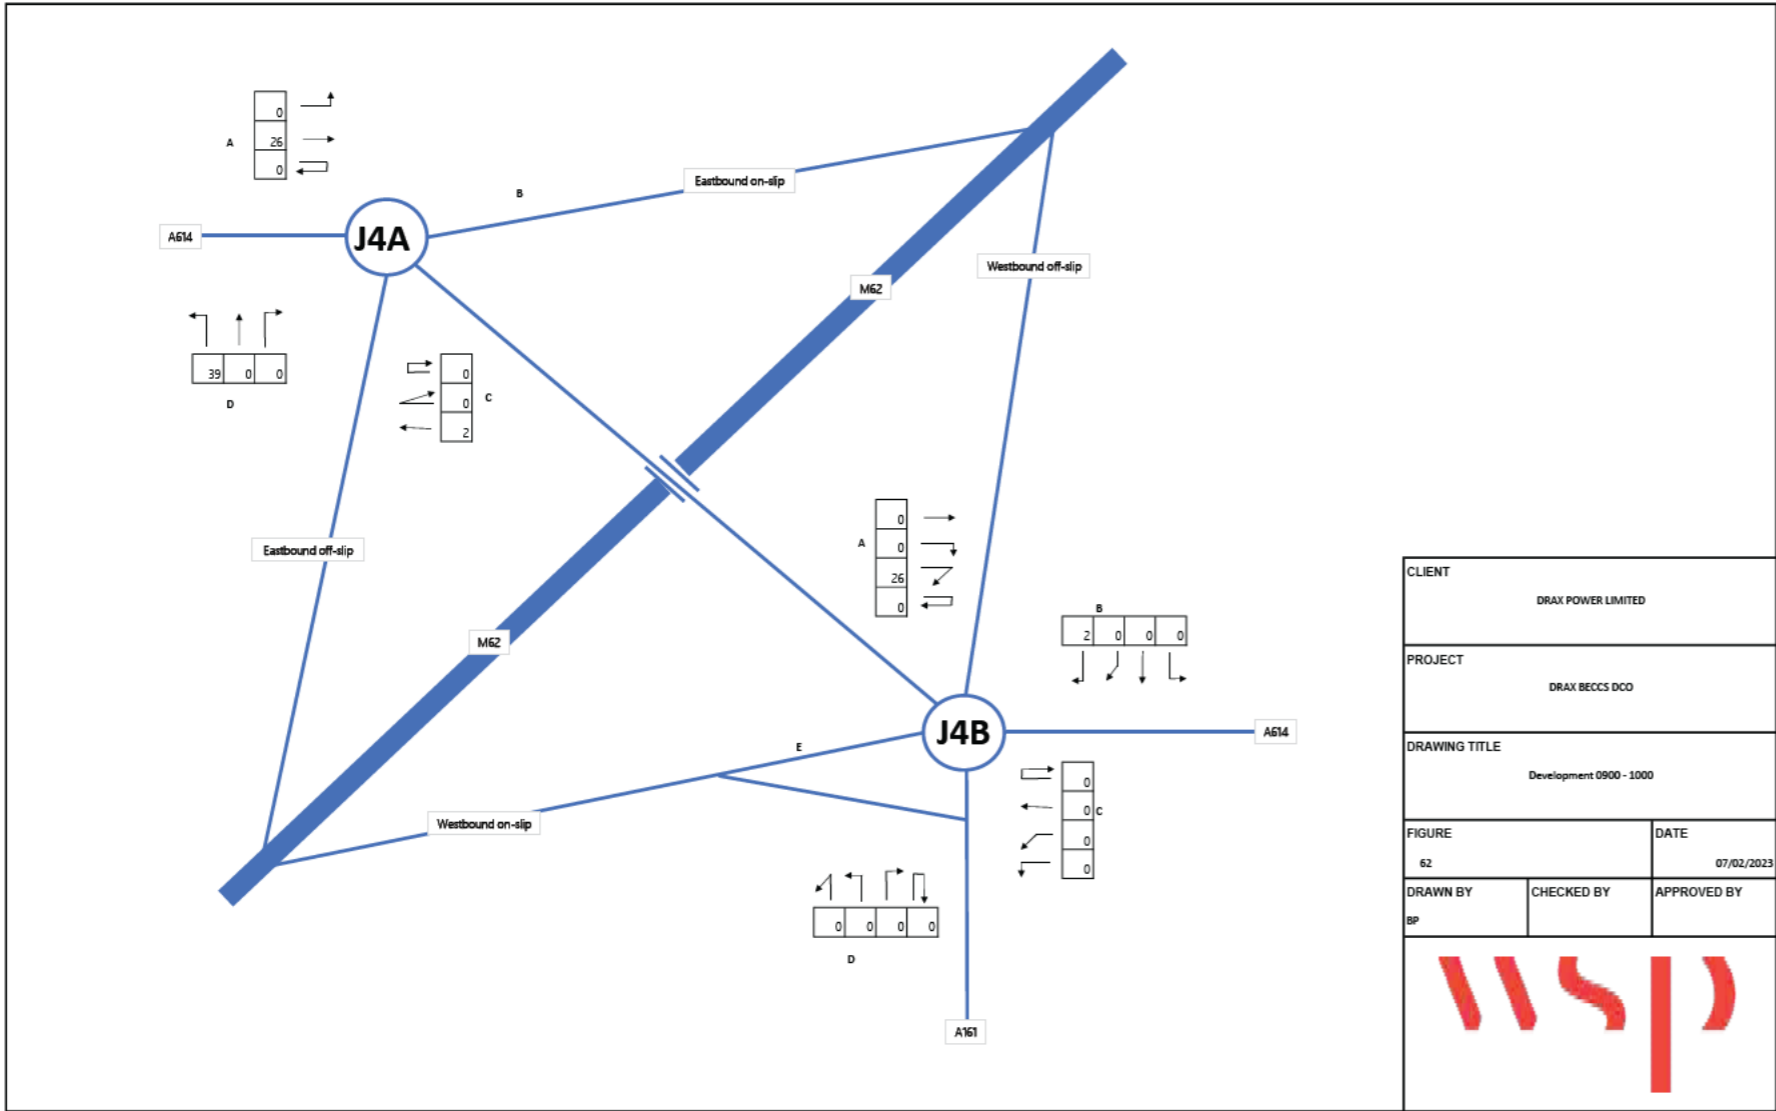 0
A
26
0
B
Eastbound on-slip
A614
J4A
Westbound off-slip
M62
39 0 0
D
0
0
C
2
0
0
A
26
0
Eastbound off-slip
B
2 0 0 0
M62
J4B
A614
E
0
0
C
0
0
Westbound on-slip
0 0 0 0
D
A161
CLIENT
DRAX POWER LIMITED
PROJECT
DRAX BECCS DCO
DRAWING TITLE
Development 0900 - 1000
FIGURE
62
DATE
07/02/2023
DRAWN BY
BP
CHECKED BY
APPROVED BY
wsp